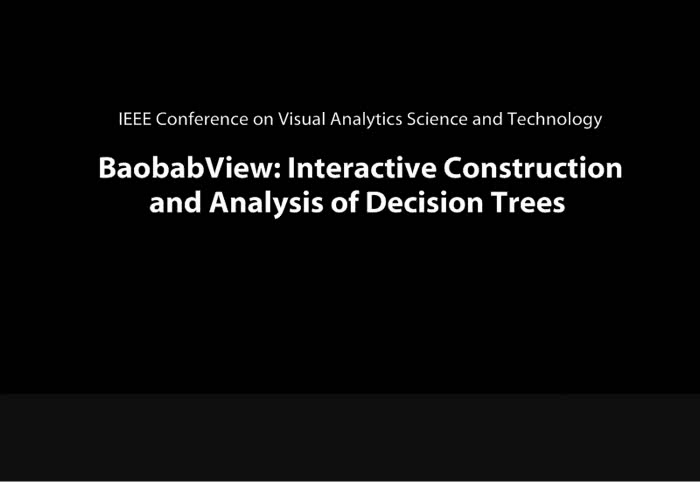 IEEE Conference on Visual Analytics Science and Technology
BaobabView: Interactive Construction
and Analysis of Decision Trees